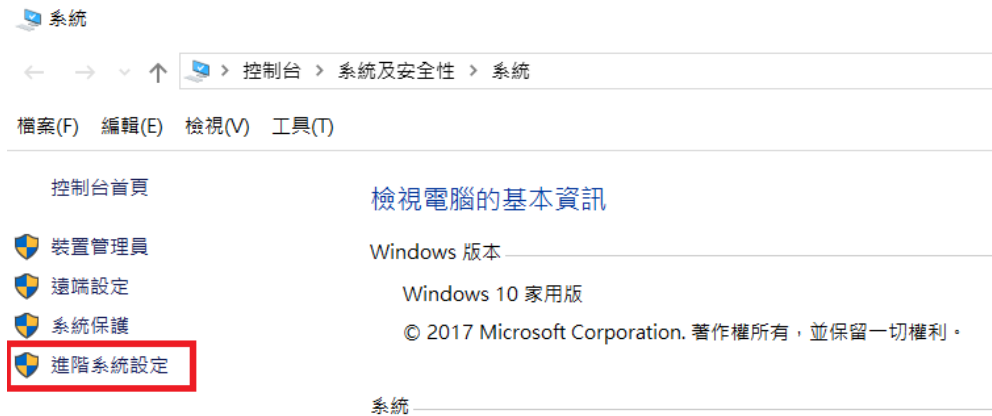 系統
控制台 > 系統及安全性 > 系統
檔案(F) 編輯(E) 檢視(V) 工具(T)
控制台首頁
裝置管理員
遠端設定
系統保護
進階系統設定
檢視電腦的基本資訊
Windows 版本
Windows 10 家用版
© 2017 Microsoft Corporation. 著作權所有，並保留一切權利。
系統